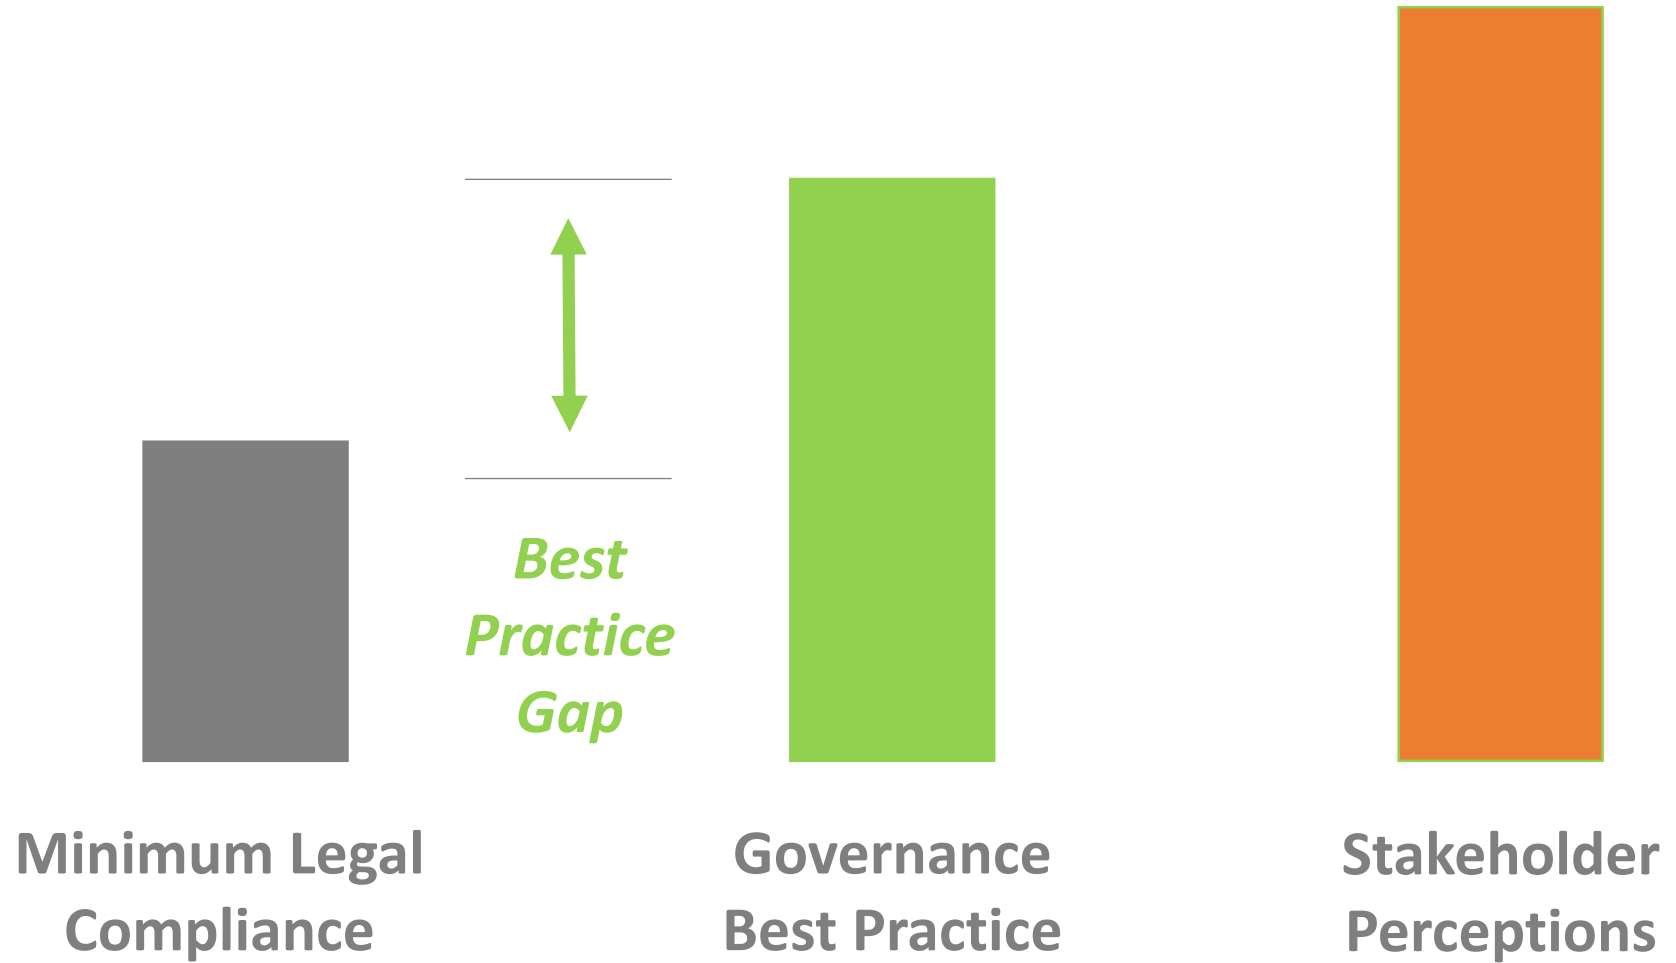 Best
Practice
Gap
Minimum Legal
Compliance
Governance
Best Practice
Stakeholder
Perceptions